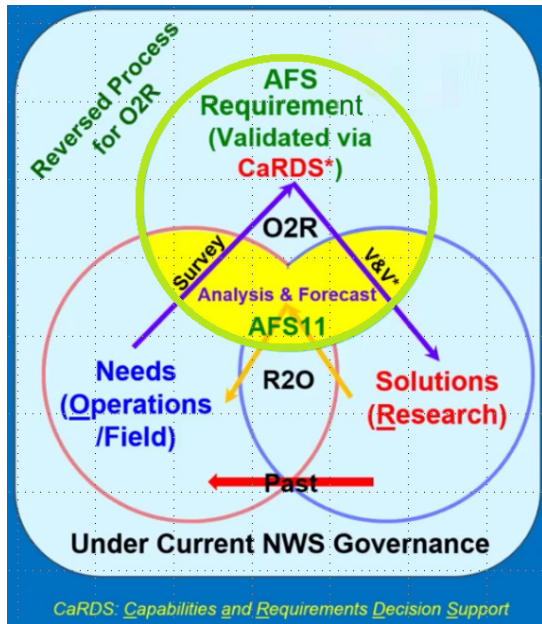 Reversed Process
for O2R
AFS
Requirement
(Validated via
CaRDS*)
O2R
Survey
V&V*
Analysis & Forecast
AFS11
R2O
Needs
(Operations
/Field)
Solutions
(Research)
Past
Under Current NWS Governance
CaRDS: Capabilities and Requirements Decision Support